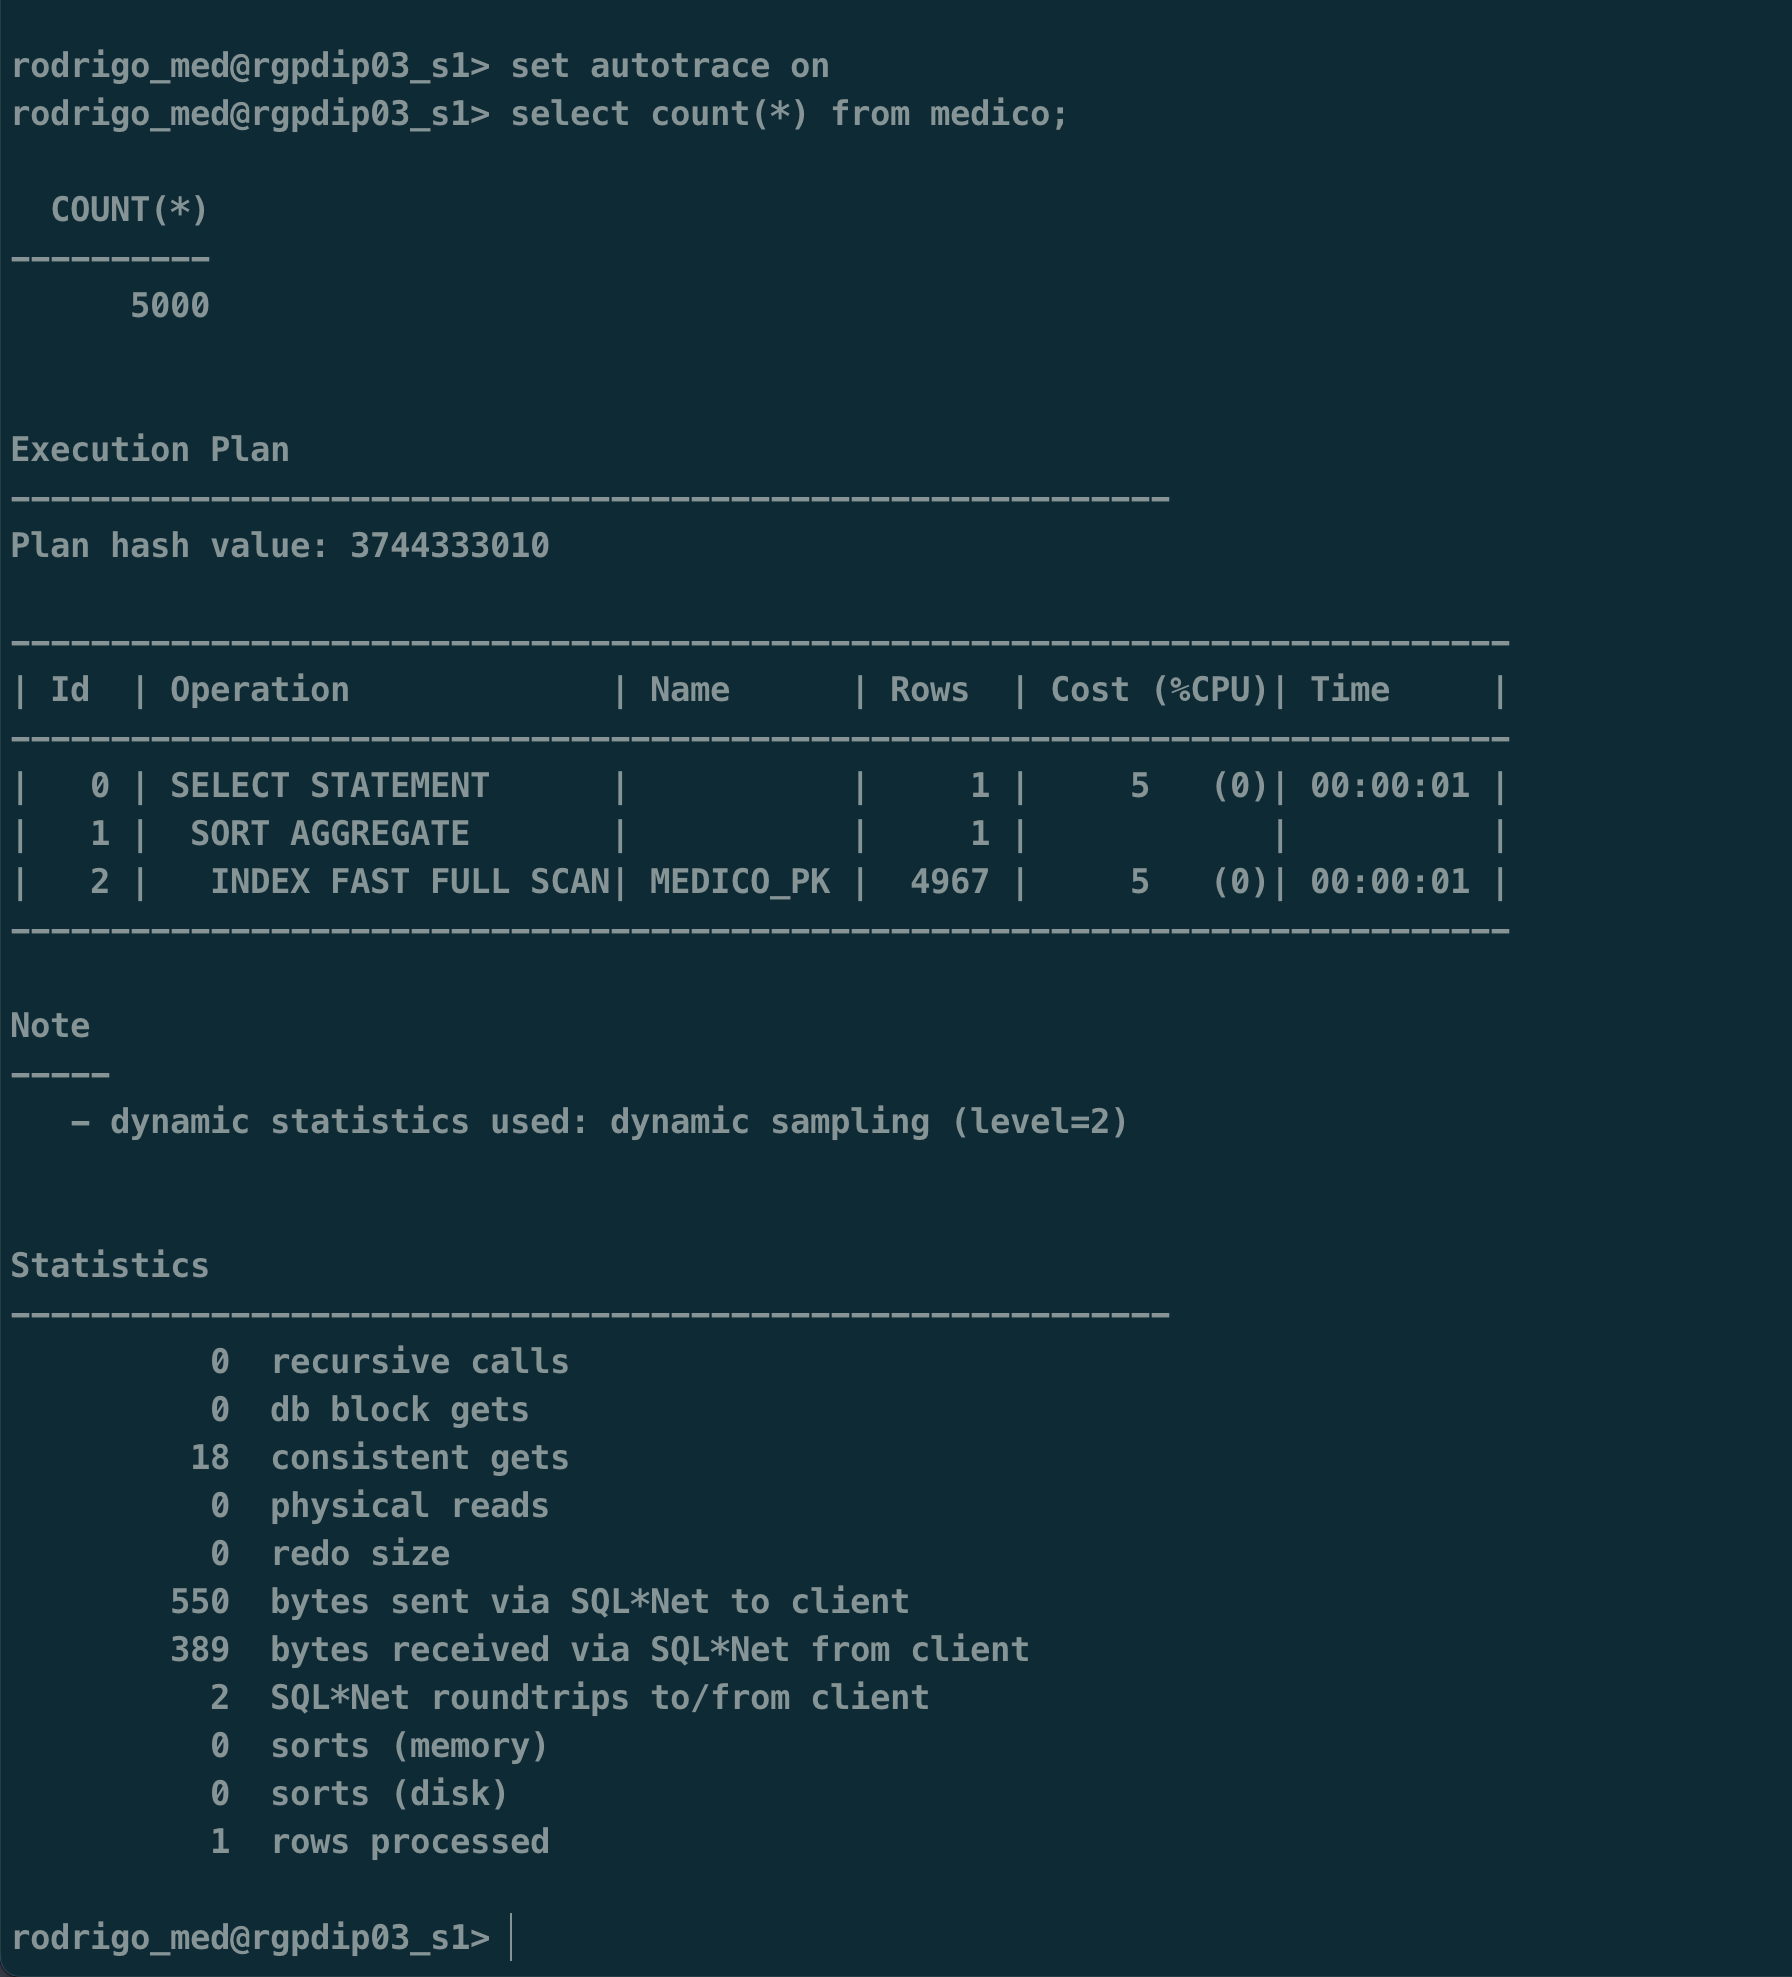 rodrigo_med@rgpdip03_s1> set autotrace on
rodrigo_med@rgpdip03_s1> select count(*) from medico;

  COUNT(*)
----------
      5000


Execution Plan
----------------------------------------------------------
Plan hash value: 3744333010

---------------------------------------------------------------------------
| Id  | Operation             | Name      | Rows  | Cost (%CPU)| Time     |
---------------------------------------------------------------------------
|   0 | SELECT STATEMENT      |           |     1 |     5   (0)| 00:00:01 |
|   1 |  SORT AGGREGATE       |           |     1 |            |          |
|   2 |   INDEX FAST FULL SCAN| MEDICO_PK |  4967 |     5   (0)| 00:00:01 |
---------------------------------------------------------------------------

Note
-----
   - dynamic statistics used: dynamic sampling (level=2)


Statistics
----------------------------------------------------------
          0  recursive calls
          0  db block gets
         18  consistent gets
          0  physical reads
          0  redo size
        550  bytes sent via SQL*Net to client
        389  bytes received via SQL*Net from client
          2  SQL*Net roundtrips to/from client
          0  sorts (memory)
          0  sorts (disk)
          1  rows processed

rodrigo_med@rgpdip03_s1>